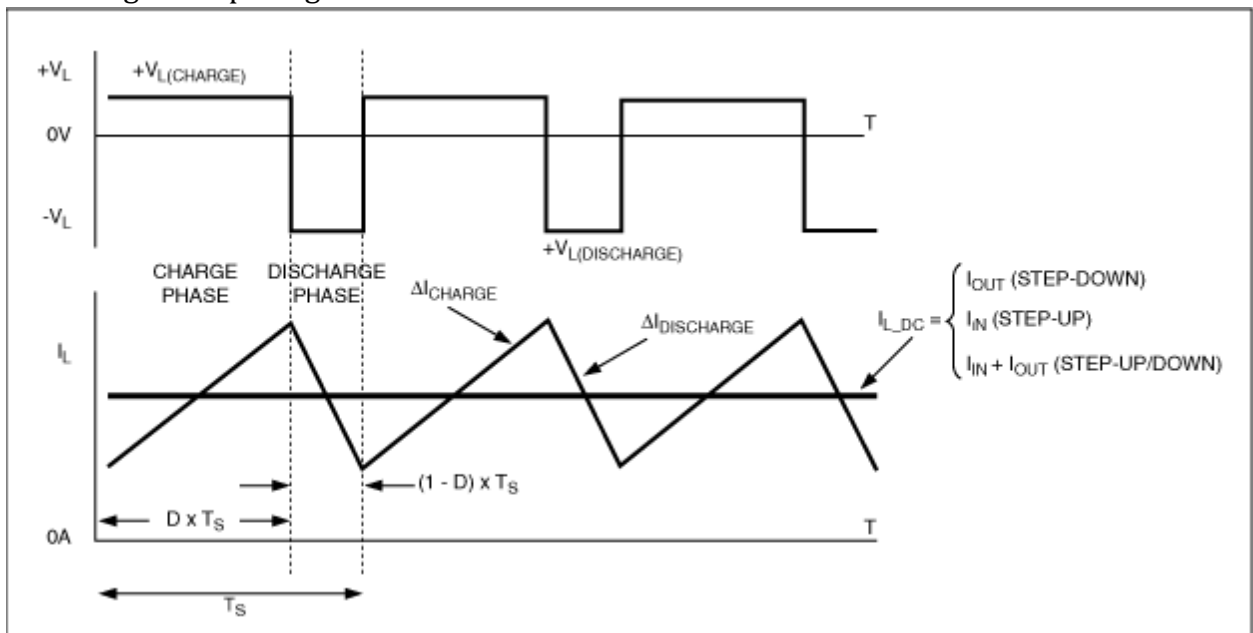 +V_L
+V_L(CHARGE)
T
0V
-V_L
+V_L(DISCHARGE)
CHARGE PHASE
DISCHARGE PHASE
ΔI_CHARGE
ΔI_DISCHARGE
I_L
I_L_DC =
I_OUT (STEP-DOWN)
I_IN (STEP-UP)
I_IN + I_OUT (STEP-UP/DOWN)
(1 - D) x T_S
D x T_S
0A
T
T_S